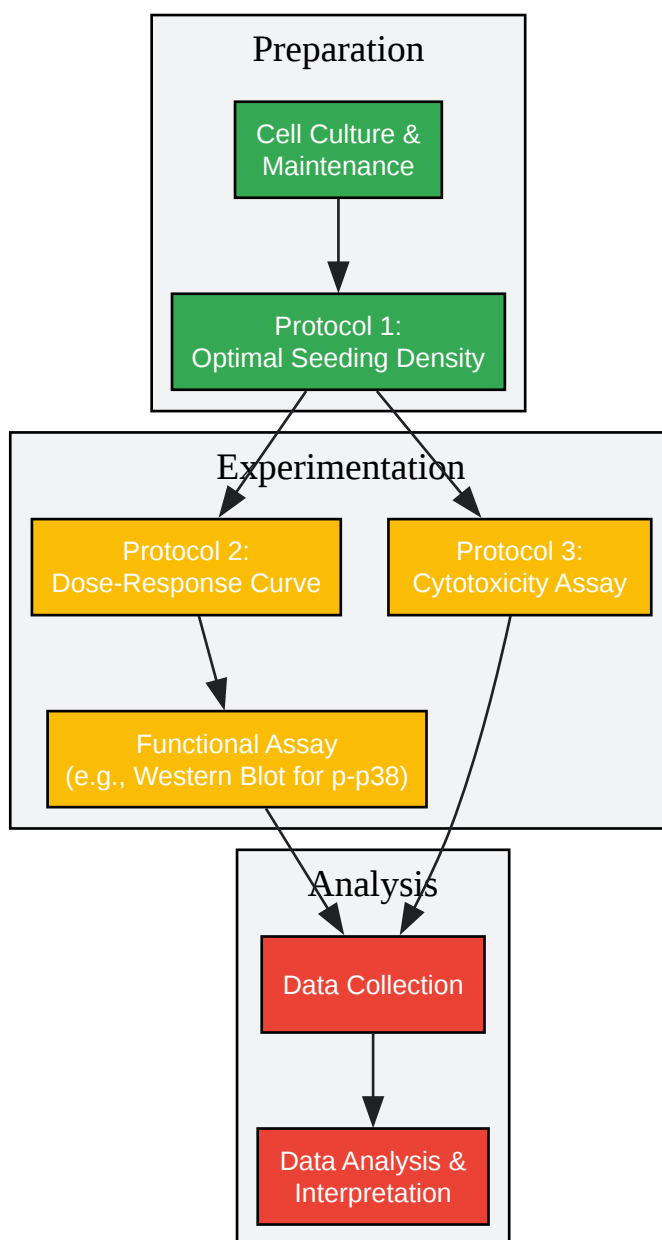 Preparation
Cell Culture &
Maintenance
Protocol 1:
Optimal Seeding Density
Experimentation
Protocol 2:
Dose-Response Curve
Protocol 3:
Cytotoxicity Assay
Functional Assay
(e.g., Western Blot for p-p38)
Analysis
Data Collection
Data Analysis &
Interpretation